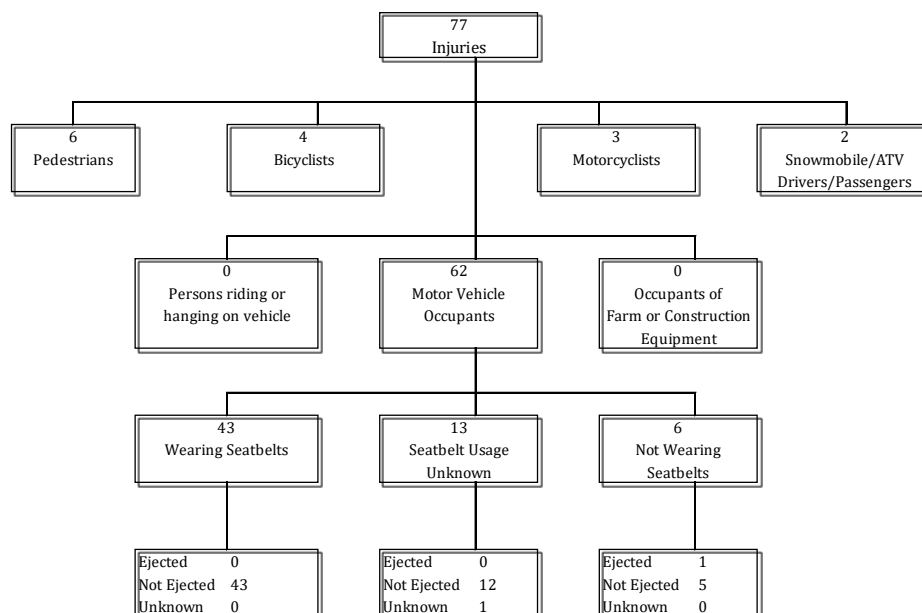 77
Injuries
6
Pedestrians
4
Bicyclists
3
Motorcyclists
2
Snowmobile/ATV
Drivers/Passengers
0
Persons riding or
hanging on vehicle
62
Motor Vehicle
Occupants
0
Occupants of
Farm or Construction
Equipment
43
Wearing Seatbelts
13
Seatbelt Usage
Unknown
6
Not Wearing
Seatbelts
Ejected 0
Not Ejected 43
Unknown 0
Ejected 0
Not Ejected 12
Unknown 1
Ejected 1
Not Ejected 5
Unknown 0